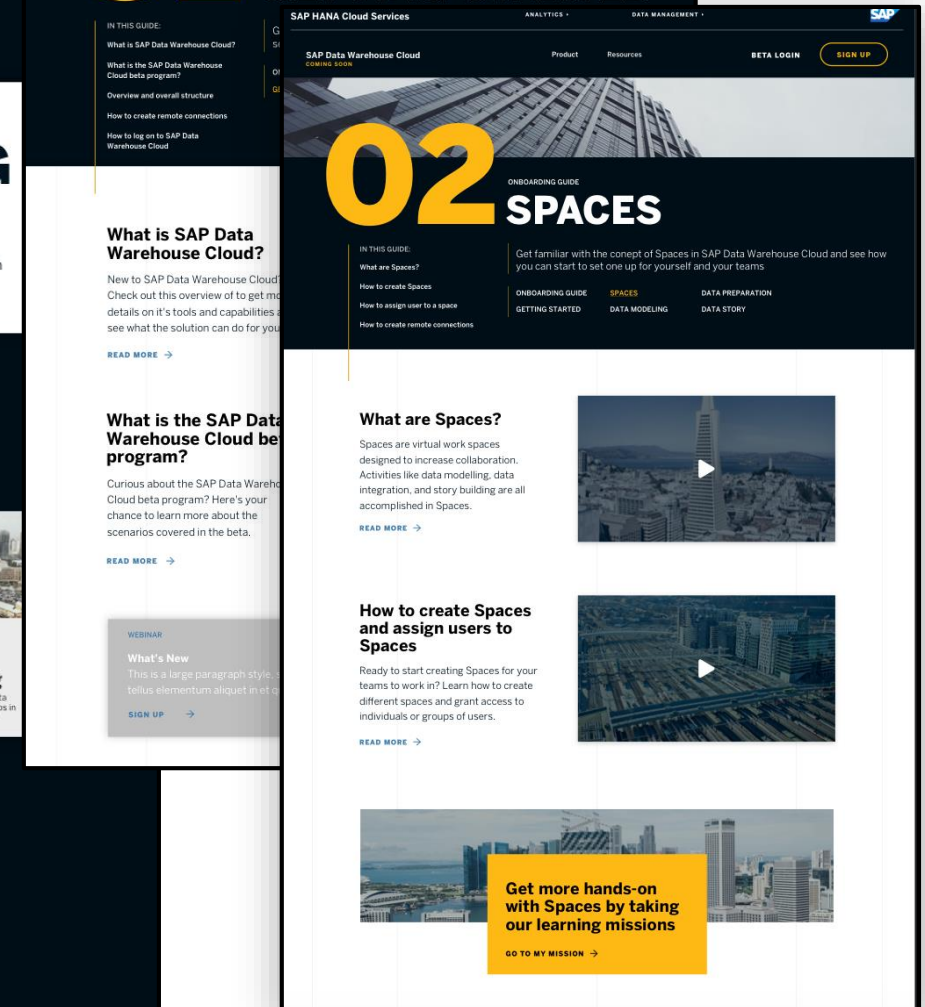 IN THIS GUIDE:
What is SAP Data Warehouse Cloud?
What is the SAP Data Warehouse
Cloud beta program?
Overview and overall structure
How to create remote connections
How to log on to SAP Data
Warehouse Cloud
What is SAP Data
Warehouse Cloud?
New to SAP Data Warehouse Cloud?
Check out this overview of to get
details on it's tools and capabilities
see what the solution can do for you
READ MORE →
What is the SAP Data
Warehouse Cloud
program?
Curious about the SAP Data
Cloud beta program? Here's your
chance to learn more about the
scenarios covered in the beta.
READ MORE →
WEBINAR
What's New
This is a large paragraph style,
tellus elementum aliquet in et
SIGN UP →
SAP HANA Cloud Services
ANALYTICS
DATA MANAGEMENT
SAP
SAP Data Warehouse Cloud
COMING SOON
Product
Resources
BETA LOGIN
SIGN UP
02
ONBOARDING GUIDE
SPACES
IN THIS GUIDE:
What are Spaces?
How to create Spaces
How to assign user to a space
How to create remote connections
Get familiar with the conept of Spaces in SAP Data Warehouse Cloud and see how
you can start to set one up for yourself and your teams
ONBOARDING GUIDE SPACES DATA PREPARATION
GETTING STARTED DATA MODELING DATA STORY
What are Spaces?
Spaces are virtual work spaces
designed to increase collaboration.
Activities like data modelling, data
integration, and story building are all
accomplished in Spaces.
READ MORE →
How to create Spaces
and assign users to
Spaces
Ready to start creating Spaces for your
teams to work in? Learn how to create
different spaces and grant access to
individuals or groups of users.
READ MORE →
Get more hands-on
with Spaces by taking
our learning missions
GO TO MY MISSION →